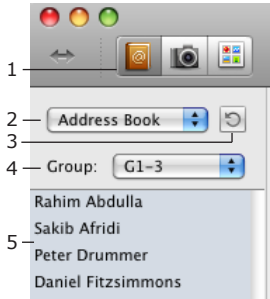 1
2 Address Book
3
4 Group: G1-3
Rahim Abdulla
Sakib Afridi
5 Peter Drummer
Daniel Fitzsimmons